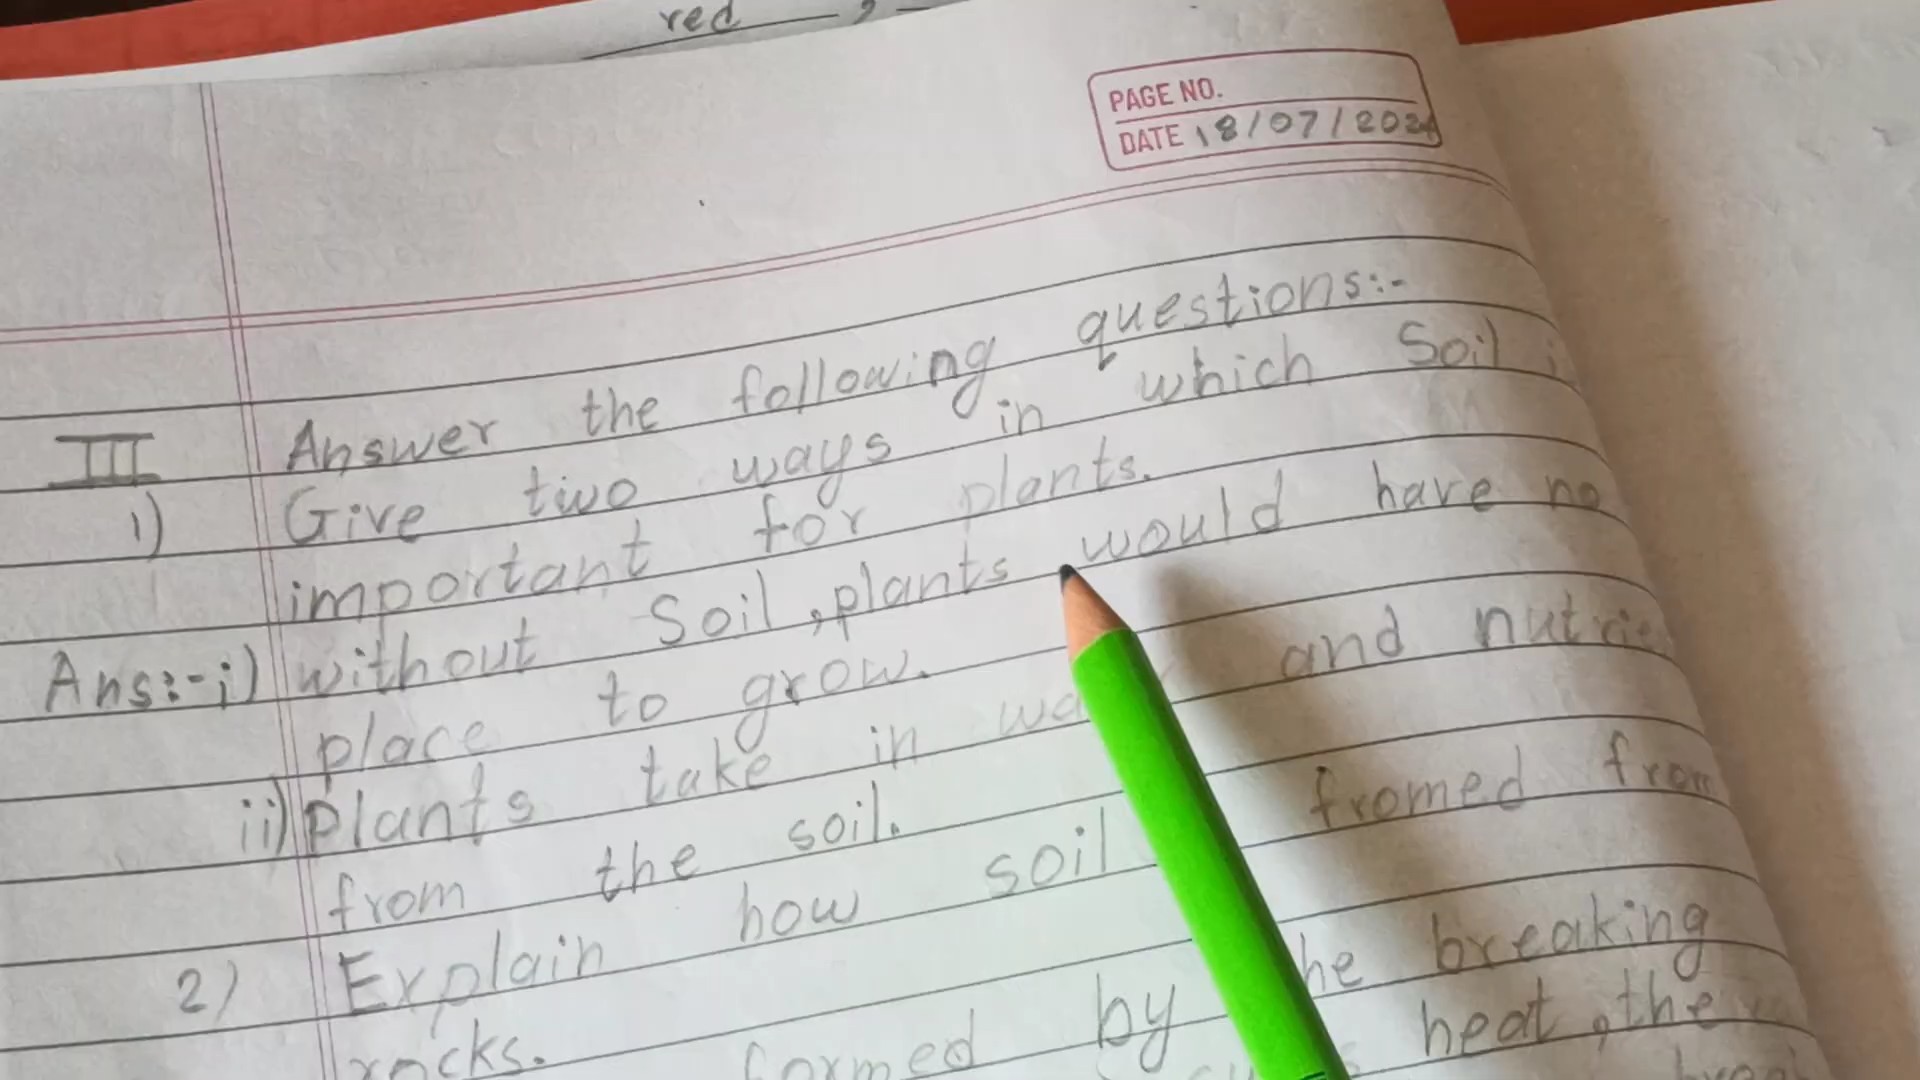 red ,
PAGE NO.
DATE 18/07/2024
III Answer the following questions:-
1) Give two ways in which Soil
important for plants.
Ans:-i) without Soil, plants would have no
place to grow.
ii) Plants take in and
from the soil.
2) Explain how soil fromed from
rocks.
formed by the breaking
heat, the